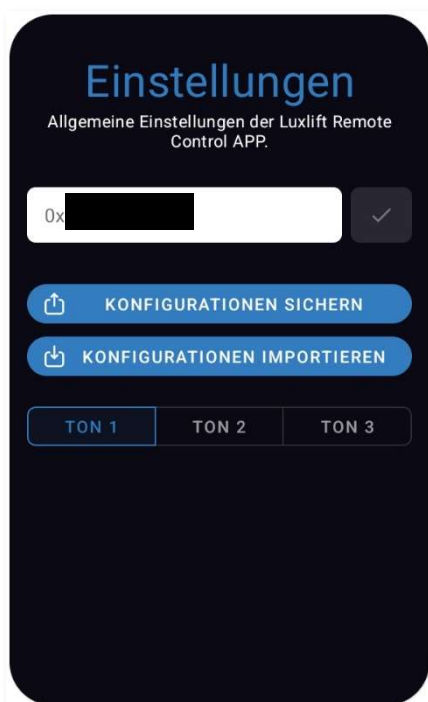 Einstellungen
Allgemeine Einstellungen der Luxlift Remote
Control APP.
0x
KONFIGURATIONEN SICHERN
KONFIGURATIONEN IMPORTIEREN
TON 1 TON 2 TON 3